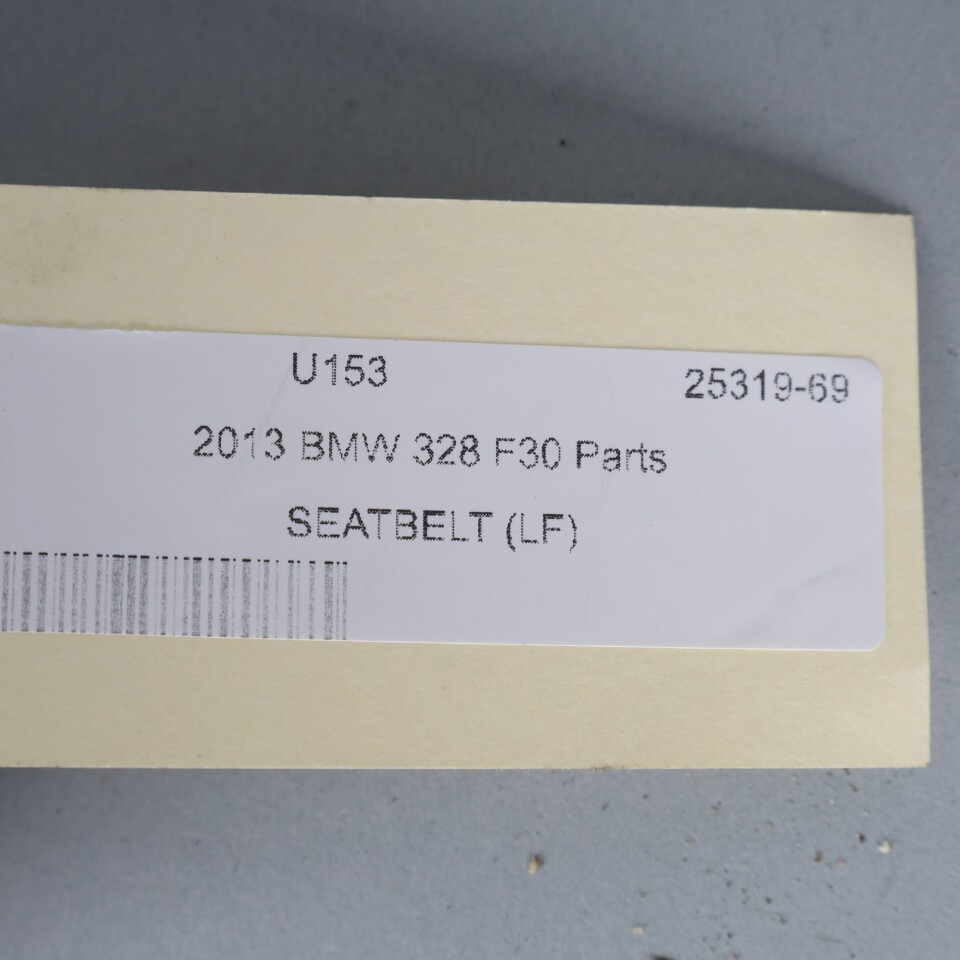 U153 25319-69
2013 BMW 328 F30 Parts
SEATBELT (LF)